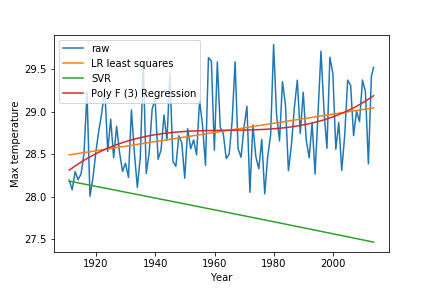 raw
LR least squares
SVR
Poly F (3) Regression
Max temperature
29.5
29.0
28.5
28.0
27.5
1920
1940
1960
1980
2000
Year